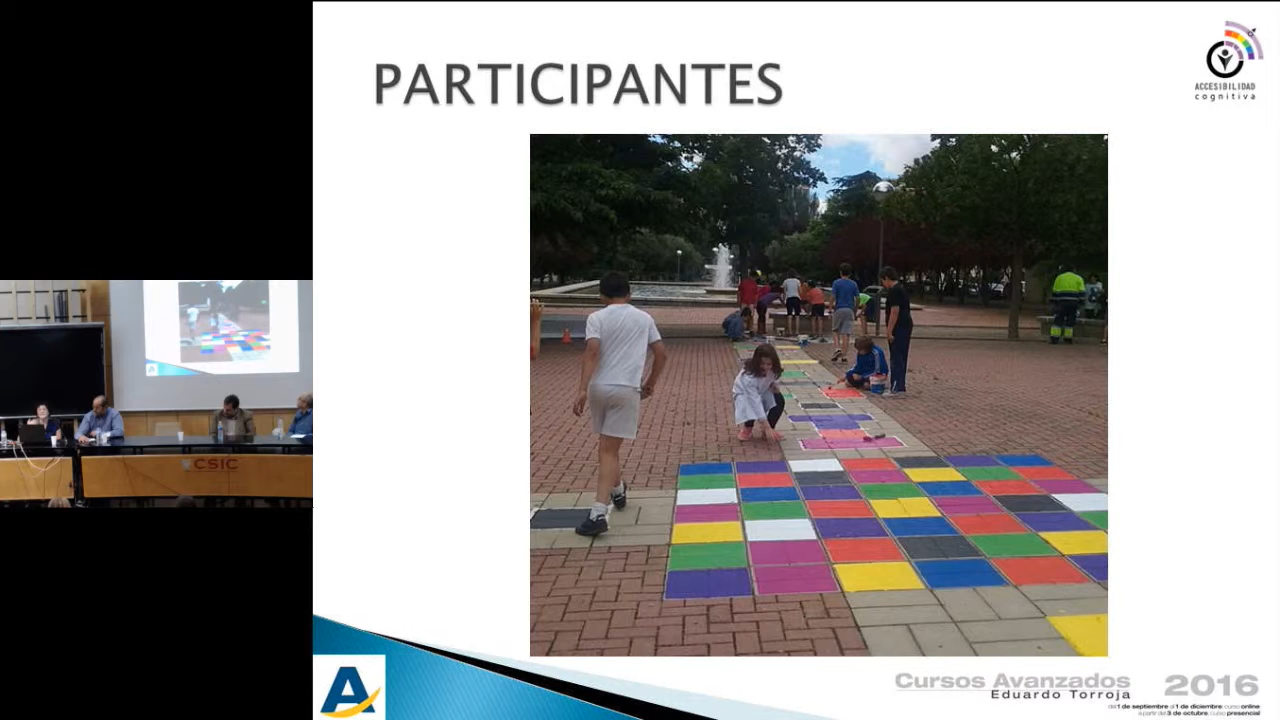 PARTICIPANTES
ACCESIBILIDAD
cognitiva
CSIC
A
Cursos Avanzados 2016
Eduardo Torroja
del 1 de septiembre al 1 de diciembre, curso online
a partir del 3 de octubre, curso presencial